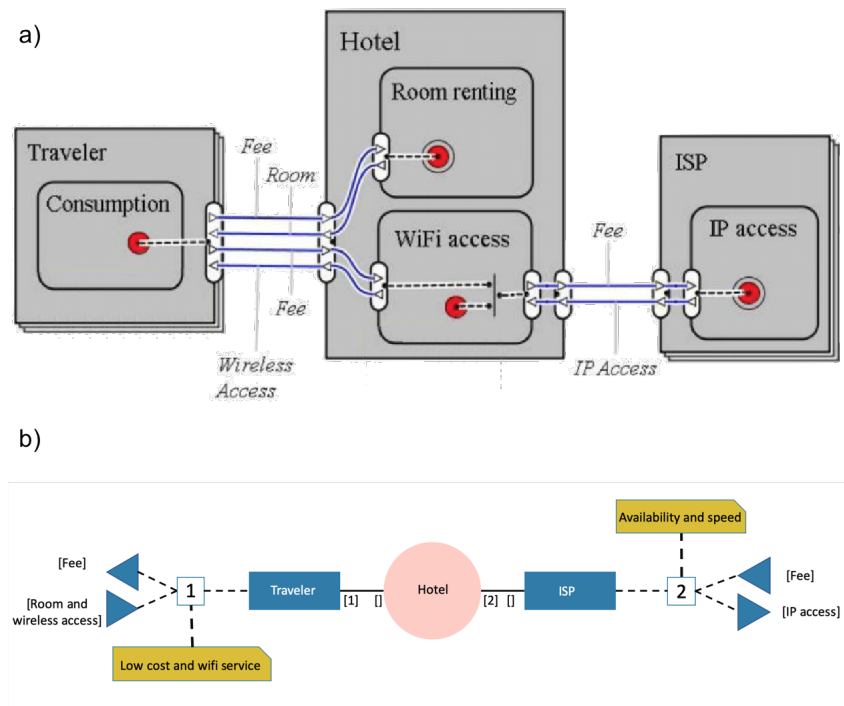 a)
Hotel
Room renting
Traveler
Fee
Room
ISP
Consumption
WiFi access
Fee
IP access
Fee
Wireless
Access
IP Access
b)
Availability and speed
[Fee]
[Fee]
1
Traveler
Hotel
ISP
2
[Room and
wireless access]
[1] [] [2] []
[IP access]
Low cost and wifi service